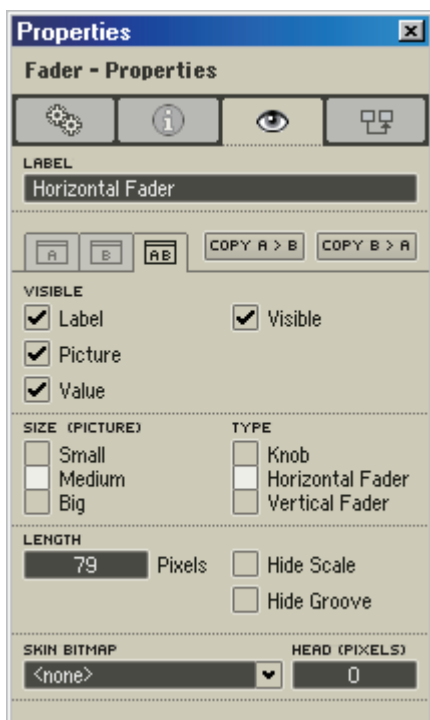 Properties
Fader - Properties
i
LABEL
Horizontal Fader
A B AB COPY A > B COPY B > A
VISIBLE
Label Visible
Picture
Value
SIZE (PICTURE) TYPE
Small Knob
Medium Horizontal Fader
Big Vertical Fader
LENGTH
79 Pixels Hide Scale
Hide Groove
SKIN BITMAP HEAD (PIXELS)
<none> 0